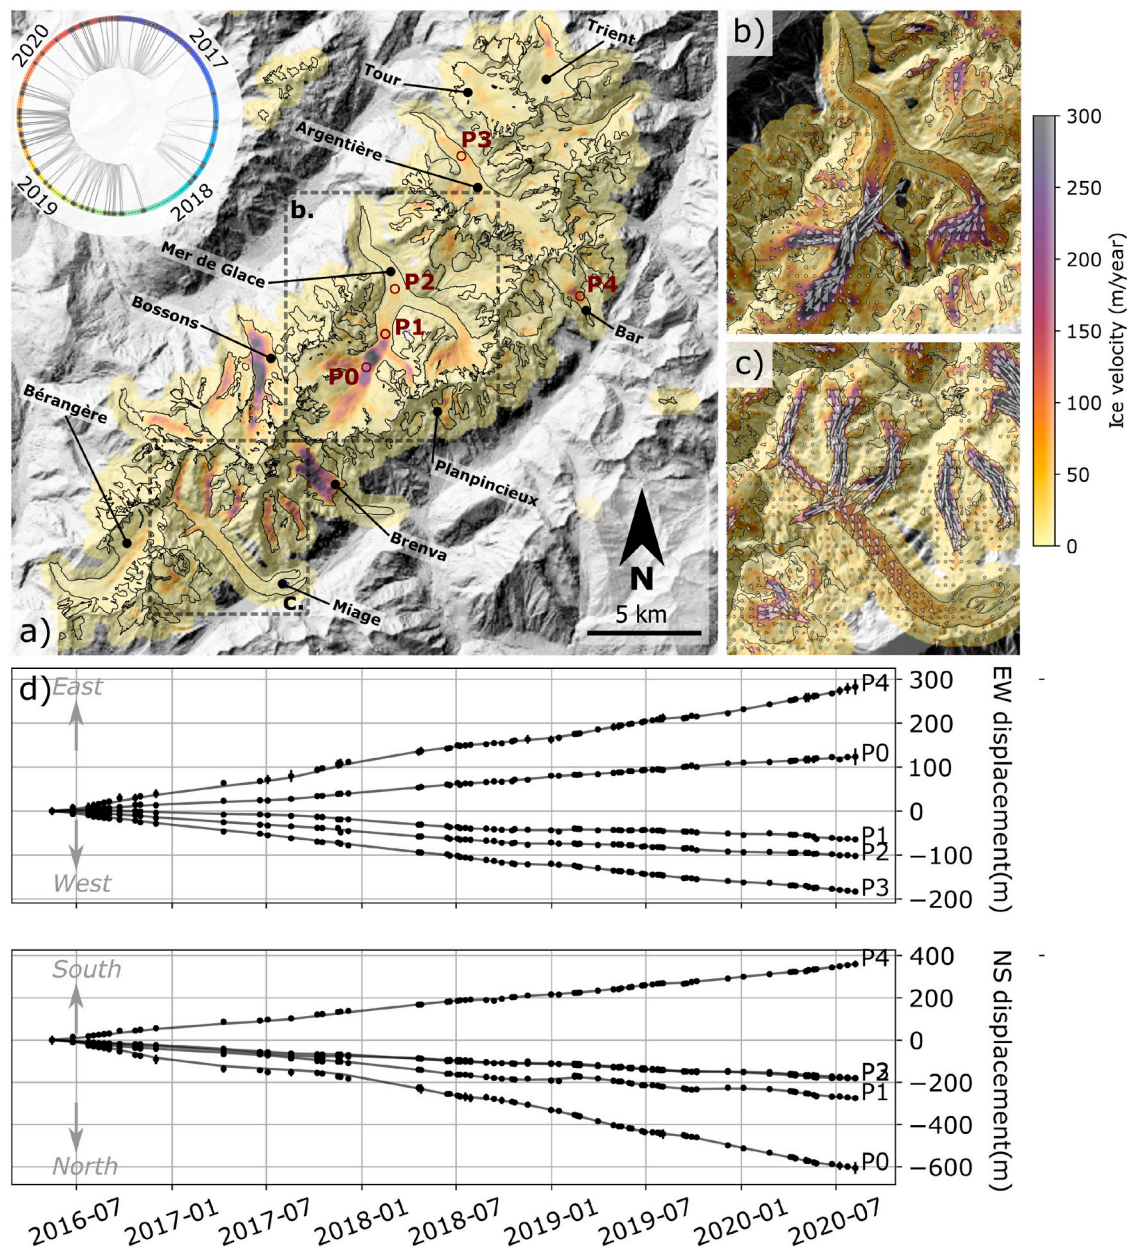 2020
2017
2019
2018
a)
Trient
Tour
P3
Argentière
b.
Mer de Glace
P2
P4
Bossons
P1
Bar
P0
Bérangère
Planpincieux
Brenva
N
5 km
c.
Miage
b)
c)
300
250
200
150
100
50
0
Ice velocity (m/year)
d)
East
West
P4
P0
P1
P2
P3
300
200
100
0
−100
−200
EW displacement(m)
South
North
P4
P3
P1
P0
400
200
0
−200
−400
−600
NS displacement(m)
2016-07
2017-01
2017-07
2018-01
2018-07
2019-01
2019-07
2020-01
2020-07